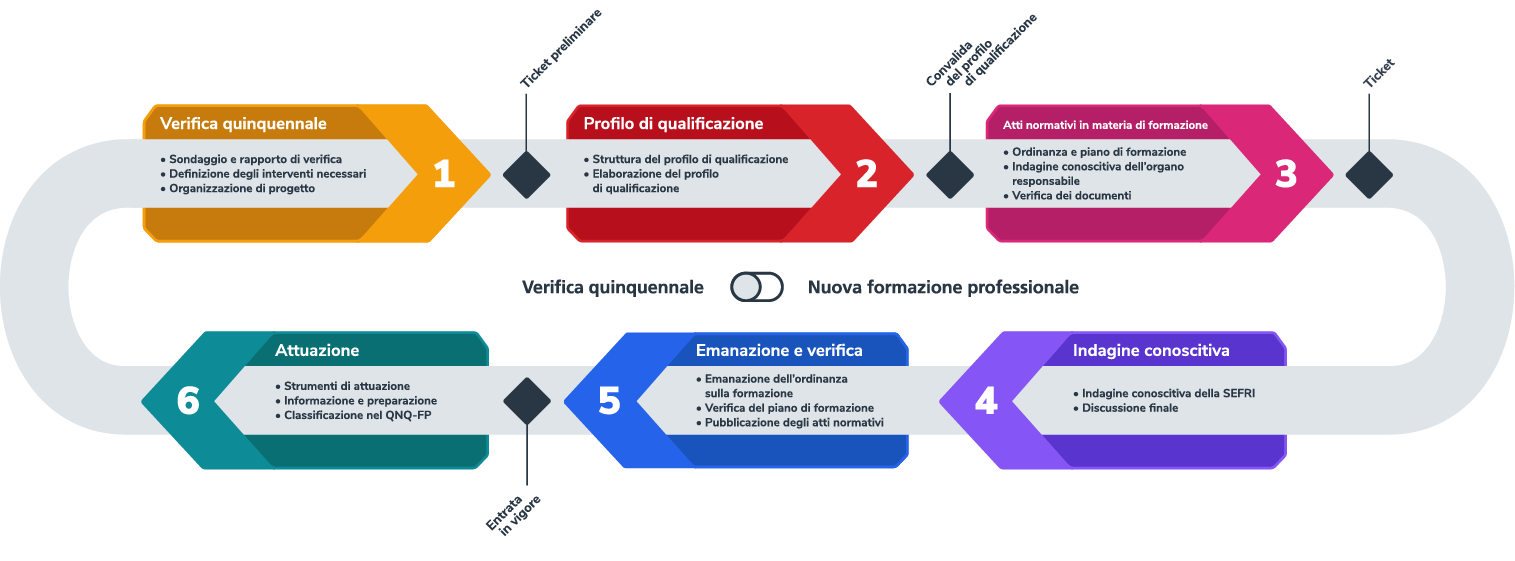 Ticket preliminare
Convalida
del profilo
di qualificazione
Ticket
Verifica quinquennale
• Sondaggio e rapporto di verifica
• Definizione degli interventi necessari
• Organizzazione di progetto
1
Profilo di qualificazione
• Struttura del profilo di qualificazione
• Elaborazione del profilo
di qualificazione
2
Atti normativi in materia di formazione
• Ordinanza e piano di formazione
• Indagine conoscitiva dell'organo
responsabile
• Verifica dei documenti
3
Verifica quinquennale
Nuova formazione professionale
Indagine conoscitiva
• Indagine conoscitiva della SEFRI
• Discussione finale
4
Emanazione e verifica
• Emanazione dell'ordinanza
sulla formazione
• Verifica del piano di formazione
• Pubblicazione degli atti normativi
5
Attuazione
• Strumenti di attuazione
• Informazione e preparazione
• Classificazione nel QNQ-FP
6
Entrata
in vigore